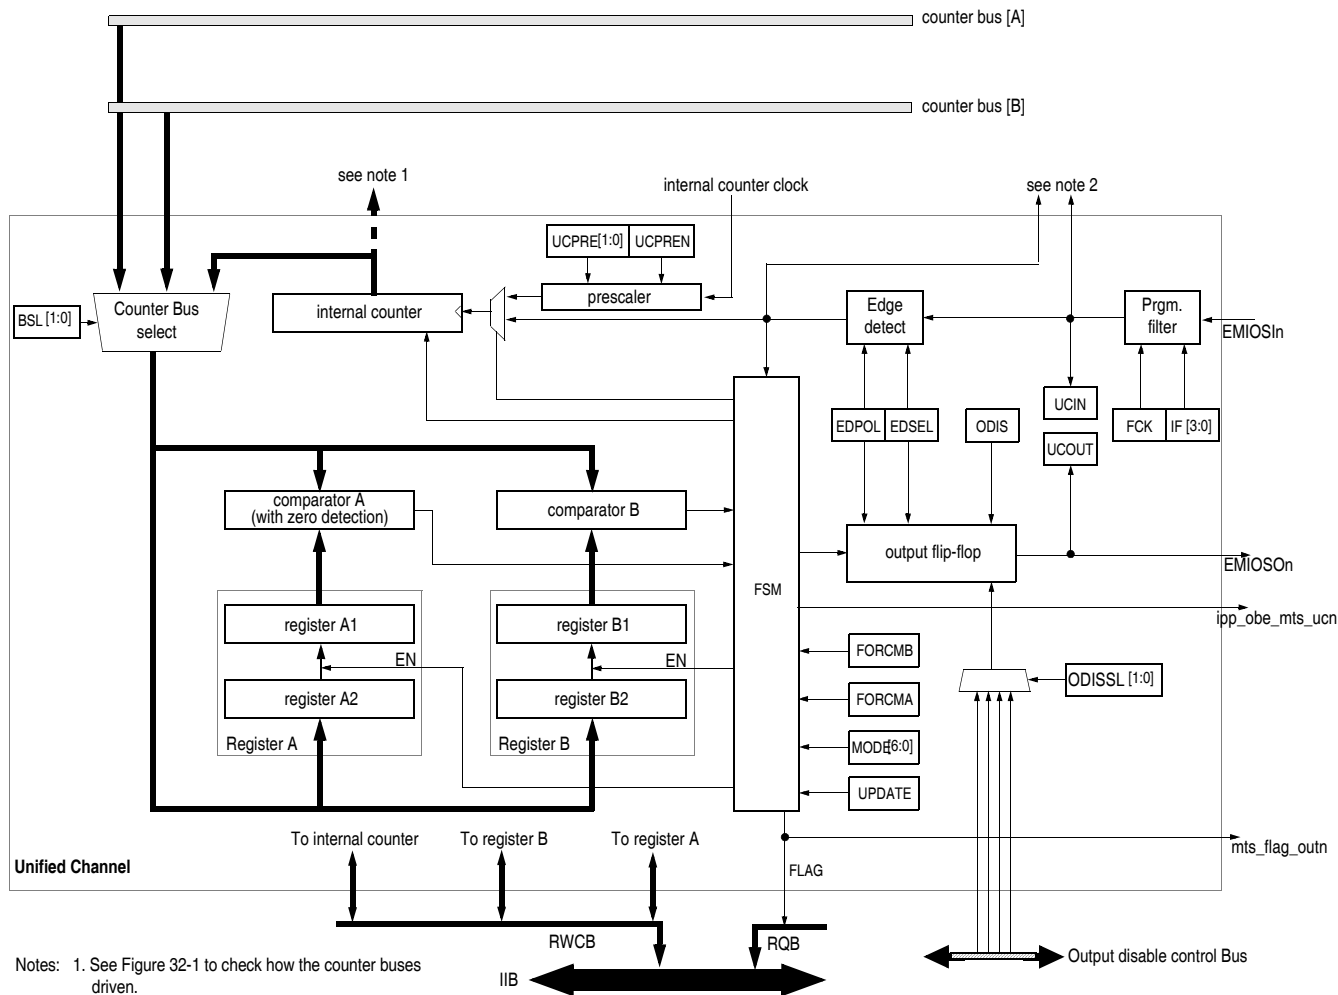 counter bus [A]
counter bus [B]
see note 1
internal counter clock
see note 2
UCPRE[1:0]
UCPREN
prescaler
BSL [1:0]
Counter Bus
select
internal counter
Edge
detect
Prgm.
filter
EMIOSIn
UCIN
EDPOL
EDSEL
ODIS
FCK
IF [3:0]
UCOUT
comparator A
(with zero detection)
comparator B
output flip-flop
EMIOSOn
FSM
ipp_obe_mts_ucn
register A1
register B1
EN
EN
FORCMB
ODISSL [1:0]
register A2
register B2
FORCMA
Register A
Register B
MODE[6:0]
UPDATE
To internal counter
To register B
To register A
mts_flag_outn
Unified Channel
FLAG
RWCB
RQB
Output disable control Bus
Notes: 1. See Figure 32-1 to check how the counter buses
driven.
IIB